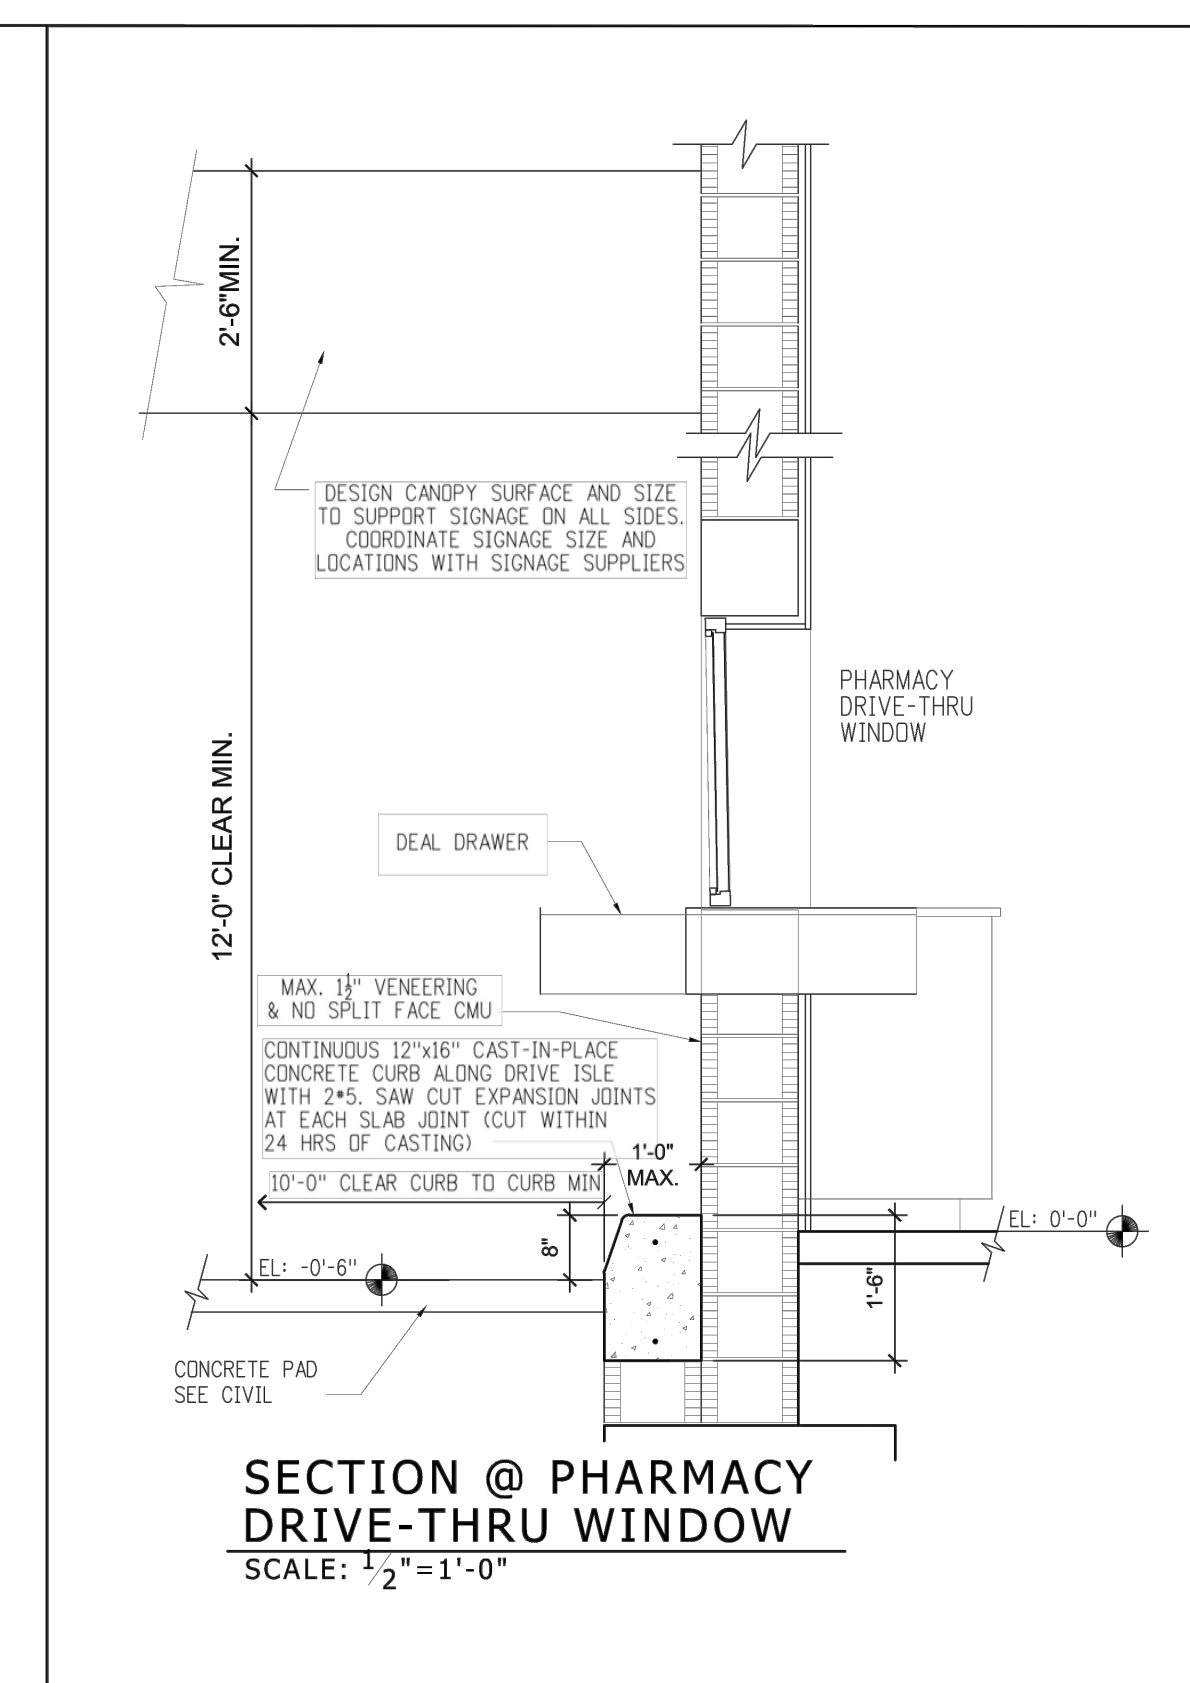 2'-6"MIN.
DESIGN CANOPY SURFACE AND SIZE
TO SUPPORT SIGNAGE ON ALL SIDES.
COORDINATE SIGNAGE SIZE AND
LOCATIONS WITH SIGNAGE SUPPLIERS
PHARMACY
DRIVE-THRU
WINDOW
12'-0" CLEAR MIN.
DEAL DRAWER
MAX. 1 1/2" VENEERING
& NO SPLIT FACE CMU
CONTINUOUS 12"x16" CAST-IN-PLACE
CONCRETE CURB ALONG DRIVE ISLE
WITH 2#5. SAW CUT EXPANSION JOINTS
AT EACH SLAB JOINT (CUT WITHIN
24 HRS OF CASTING)
1'-0"
MAX.
10'-0" CLEAR CURB TO CURB MIN
EL: 0'-0"
8"
EL: -0'-6"
1'-6"
CONCRETE PAD
SEE CIVIL
SECTION @ PHARMACY
DRIVE-THRU WINDOW
SCALE: 1/2"=1'-0"